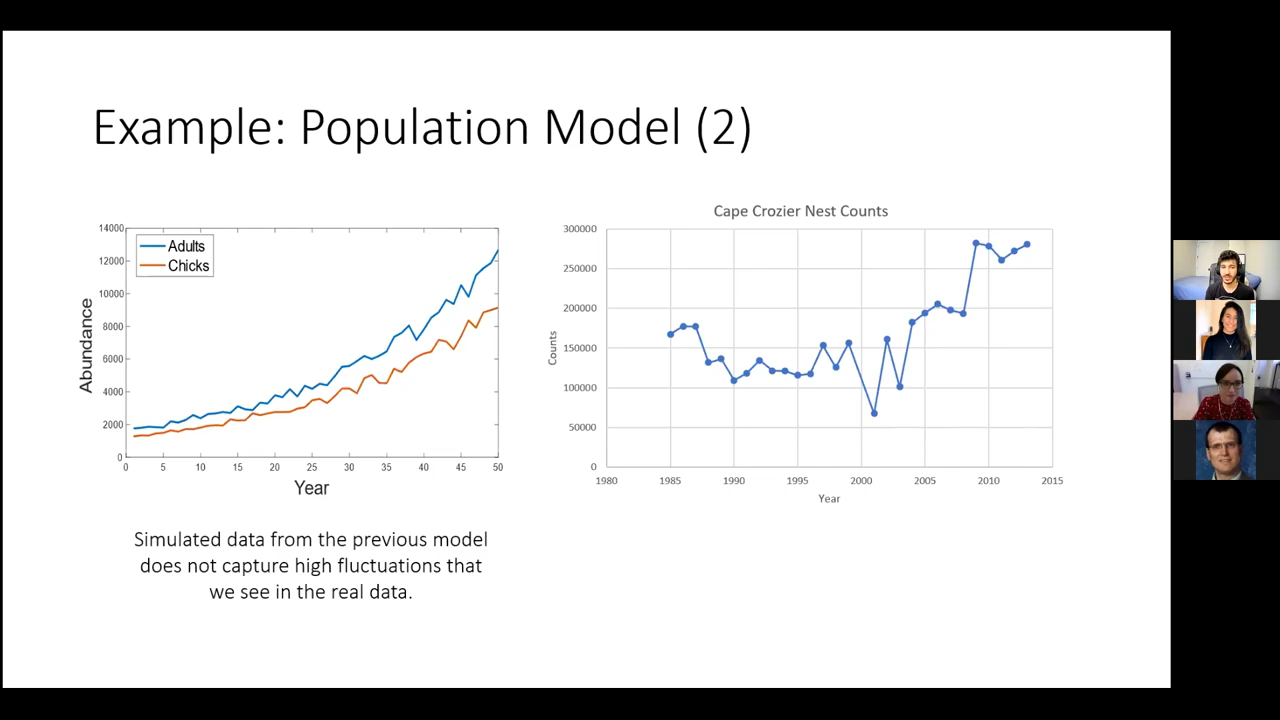 Example: Population Model (2)
14000
12000
10000
8000
6000
4000
2000
0
Abundance
Adults
Chicks
0 5 10 15 20 25 30 35 40 45 50
Year
Simulated data from the previous model
does not capture high fluctuations that
we see in the real data.
Cape Crozier Nest Counts
300000
250000
200000
150000
100000
50000
0
Counts
1980 1985 1990 1995 2000 2005 2010 2015
Year